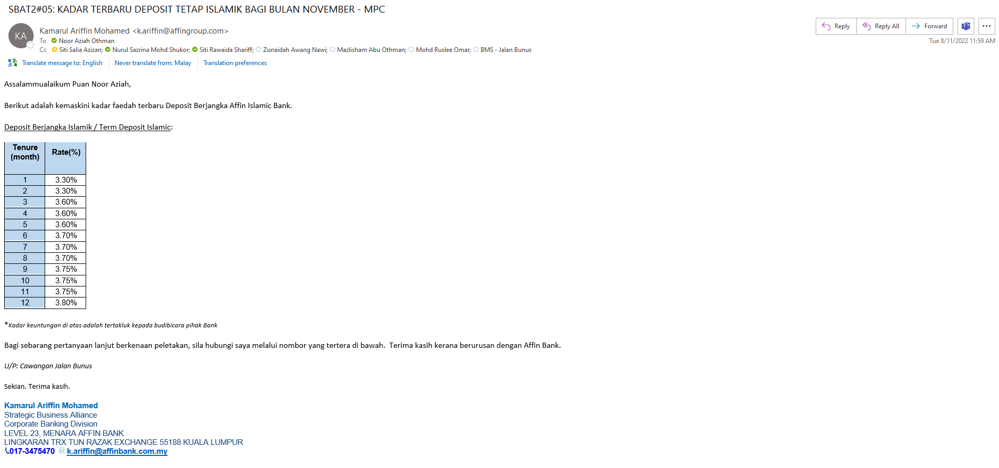 SBAT2#05: KADAR TERBARU DEPOSIT TETAP ISLAMIK BAGI BULAN NOVEMBER - MPC
KA
Kamarul Ariffin Mohamed <k.ariffin@affingroup.com>
To Noor Aziah Othman
Cc Siti Salia Azizan; Nurul Sazrina Mohd Shukor; Siti Rawaida Shariff; Zunaidah Awang Nawi; Mazlisham Abu Othman; Mohd Ruslee Omar; BMS - Jalan Bunus
Reply Reply All Forward
Tue 8/11/2022 11:59 AM
Translate message to: English Never translate from: Malay Translation preferences
Assalammualaikum Puan Noor Aziah,
Berikut adalah kemaskini kadar faedah terbaru Deposit Berjangka Affin Islamic Bank.
Deposit Berjangka Islamik / Term Deposit Islamic:
Tenure (month) Rate(%)
1 3.30%
2 3.30%
3 3.60%
4 3.60%
5 3.60%
6 3.70%
7 3.70%
8 3.70%
9 3.75%
10 3.75%
11 3.75%
12 3.80%
*Kadar keuntungan di atas adalah tertakluk kepada budibicara pihak Bank
Bagi sebarang pertanyaan lanjut berkenaan peletakan, sila hubungi saya melalui nombor yang tertera di bawah. Terima kasih kerana berurusan dengan Affin Bank.
U/P: Cawangan Jalan Bunus
Sekian. Terima kasih.
Kamarul Ariffin Mohamed
Strategic Business Alliance
Corporate Banking Division
LEVEL 23, MENARA AFFIN BANK
LINGKARAN TRX TUN RAZAK EXCHANGE 55188 KUALA LUMPUR
017-3475470 k.ariffin@affinbank.com.my